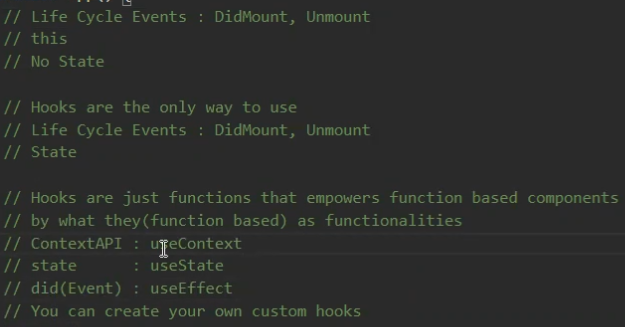 // Life Cycle Events : DidMount, Unmount
// this
// No State
// Hooks are the only way to use
// Life Cycle Events : DidMount, Unmount
// State
// Hooks are just functions that empowers function based components
// by what they(function based) as functionalities
// ContextAPI : useContext
// state : useState
// did(Event) : useEffect
// You can create your own custom hooks